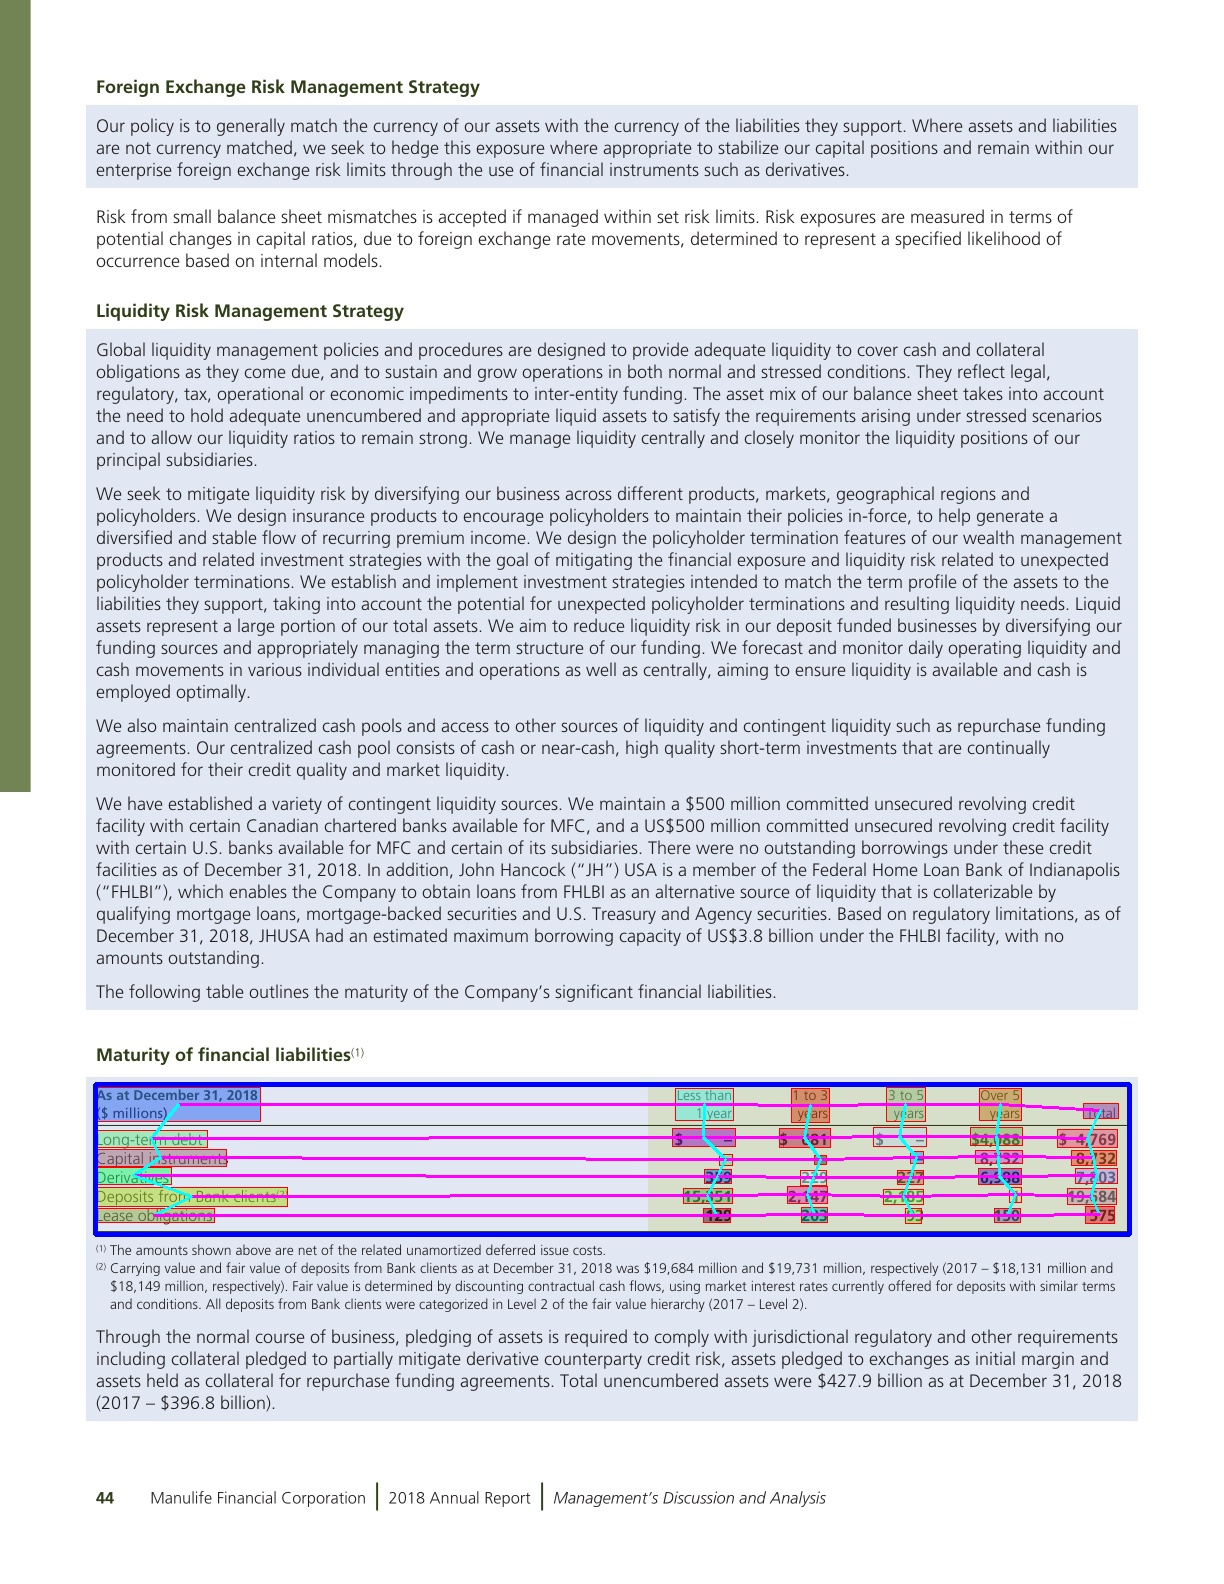 Foreign Exchange Risk Management Strategy
Our policy is to generally match the currency of our assets with the currency of the liabilities they support. Where assets and liabilities
are not currency matched, we seek to hedge this exposure where appropriate to stabilize our capital positions and remain within our
enterprise foreign exchange risk limits through the use of financial instruments such as derivatives.
Risk from small balance sheet mismatches is accepted if managed within set risk limits. Risk exposures are measured in terms of
potential changes in capital ratios, due to foreign exchange rate movements, determined to represent a specified likelihood of
occurrence based on internal models.
Liquidity Risk Management Strategy
Global liquidity management policies and procedures are designed to provide adequate liquidity to cover cash and collateral
obligations as they come due, and to sustain and grow operations in both normal and stressed conditions. They reflect legal,
regulatory, tax, operational or economic impediments to inter-entity funding. The asset mix of our balance sheet takes into account
the need to hold adequate unencumbered and appropriate liquid assets to satisfy the requirements arising under stressed scenarios
and to allow our liquidity ratios to remain strong. We manage liquidity centrally and closely monitor the liquidity positions of our
principal subsidiaries.
We seek to mitigate liquidity risk by diversifying our business across different products, markets, geographical regions and
policyholders. We design insurance products to encourage policyholders to maintain their policies in-force, to help generate a
diversified and stable flow of recurring premium income. We design the policyholder termination features of our wealth management
products and related investment strategies with the goal of mitigating the financial exposure and liquidity risk related to unexpected
policyholder terminations. We establish and implement investment strategies intended to match the term profile of the assets to the
liabilities they support, taking into account the potential for unexpected policyholder terminations and resulting liquidity needs. Liquid
assets represent a large portion of our total assets. We aim to reduce liquidity risk in our deposit funded businesses by diversifying our
funding sources and appropriately managing the term structure of our funding. We forecast and monitor daily operating liquidity and
cash movements in various individual entities and operations as well as centrally, aiming to ensure liquidity is available and cash is
employed optimally.
We also maintain centralized cash pools and access to other sources of liquidity and contingent liquidity such as repurchase funding
agreements. Our centralized cash pool consists of cash or near-cash, high quality short-term investments that are continually
monitored for their credit quality and market liquidity.
We have established a variety of contingent liquidity sources. We maintain a $500 million committed unsecured revolving credit
facility with certain Canadian chartered banks available for MFC, and a US$500 million committed unsecured revolving credit facility
with certain U.S. banks available for MFC and certain of its subsidiaries. There were no outstanding borrowings under these credit
facilities as of December 31, 2018. In addition, John Hancock (“JH”) USA is a member of the Federal Home Loan Bank of Indianapolis
(“FHLBI”), which enables the Company to obtain loans from FHLBI as an alternative source of liquidity that is collaterizable by
qualifying mortgage loans, mortgage-backed securities and U.S. Treasury and Agency securities. Based on regulatory limitations, as of
December 31, 2018, JHUSA had an estimated maximum borrowing capacity of US$3.8 billion under the FHLBI facility, with no
amounts outstanding.
The following table outlines the maturity of the Company’s significant financial liabilities.
Maturity of financial liabilities(1)
As at December 31, 2018 Less than 1 to 3 3 to 5 Over 5
($ millions) 1 year years years years Total
Long-term debt $ – $ 681 $ – $4,088 $ 4,769
Capital instruments – – – 8,732 8,732
Derivatives 359 229 227 6,988 7,803
Deposits from Bank clients(2) 19,684
Lease obligations 129 203 93 150 575
(1) The amounts shown above are net of the related unamortized deferred issue costs.
(2) Carrying value and fair value of deposits from Bank clients as at December 31, 2018 was $19,684 million and $19,731 million, respectively (2017 – $18,131 million and
$18,149 million, respectively). Fair value is determined by discounting contractual cash flows, using market interest rates currently offered for deposits with similar terms
and conditions. All deposits from Bank clients were categorized in Level 2 of the fair value hierarchy (2017 – Level 2).
Through the normal course of business, pledging of assets is required to comply with jurisdictional regulatory and other requirements
including collateral pledged to partially mitigate derivative counterparty credit risk, assets pledged to exchanges as initial margin and
assets held as collateral for repurchase funding agreements. Total unencumbered assets were $427.9 billion as at December 31, 2018
(2017 – $396.8 billion).
44 Manulife Financial Corporation 2018 Annual Report Management’s Discussion and Analysis